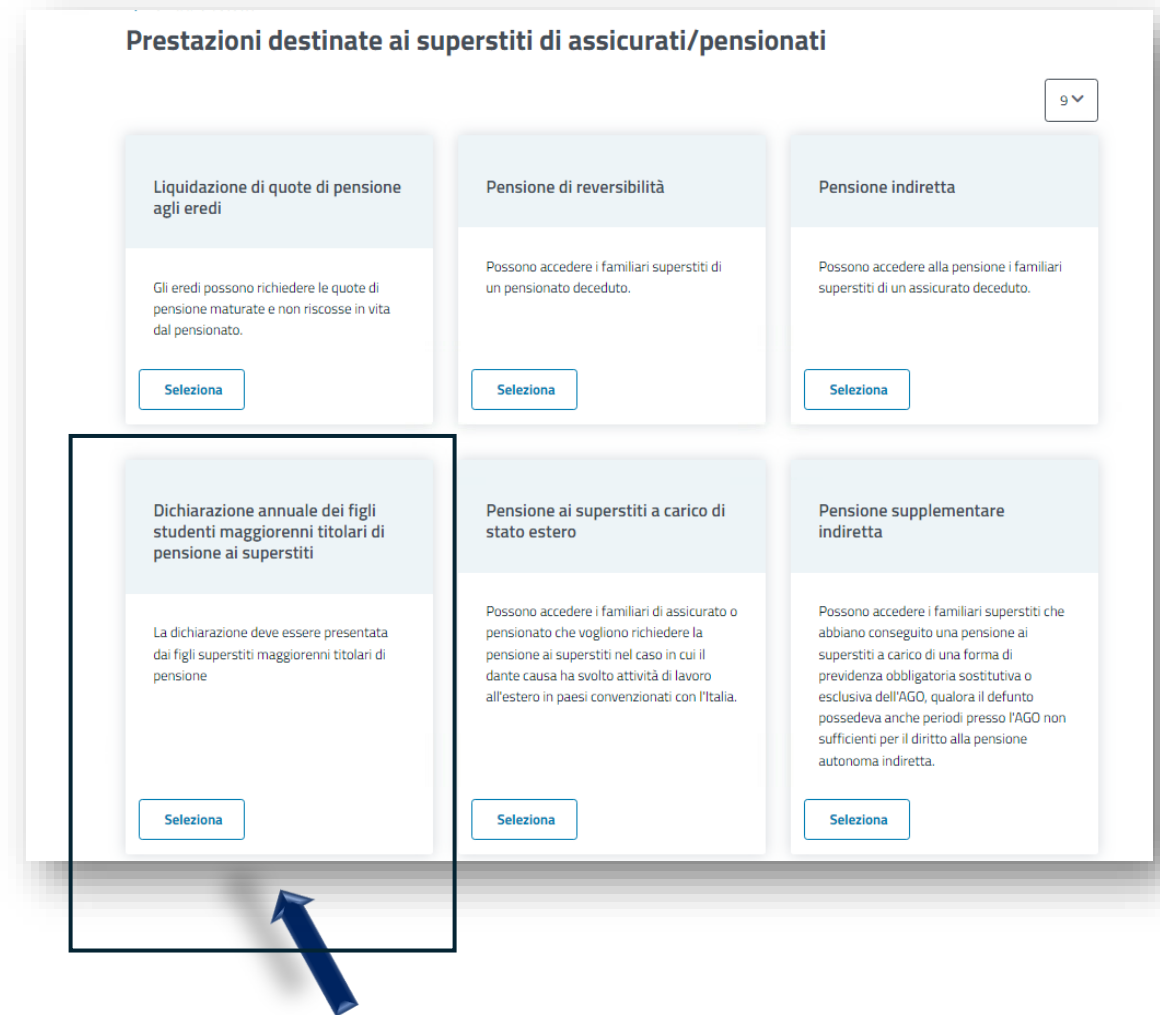 Prestazioni destinate ai superstiti di assicurati/pensionati
9
Liquidazione di quote di pensione
agli eredi
Gli eredi possono richiedere le quote di
pensione maturate e non riscosse in vita
dal pensionato.
Seleziona
Pensione di reversibilità
Possono accedere i familiari superstiti di
un pensionato deceduto.
Seleziona
Pensione indiretta
Possono accedere alla pensione i familiari
superstiti di un assicurato deceduto.
Seleziona
Dichiarazione annuale dei figli
studenti maggiorenni titolari di
pensione ai superstiti
La dichiarazione deve essere presentata
dai figli superstiti maggiorenni titolari di
pensione
Seleziona
Pensione ai superstiti a carico di
stato estero
Possono accedere i familiari di assicurato o
pensionato che vogliono richiedere la
pensione ai superstiti nel caso in cui il
dante causa ha svolto attività di lavoro
all'estero in paesi convenzionati con l'Italia.
Seleziona
Pensione supplementare
indiretta
Possono accedere i familiari superstiti che
abbiano conseguito una pensione ai
superstiti a carico di una forma di
previdenza obbligatoria sostitutiva o
esclusiva dell'AGO, qualora il defunto
possedeva anche periodi presso l'AGO non
sufficienti per il diritto alla pensione
autonoma indiretta.
Seleziona